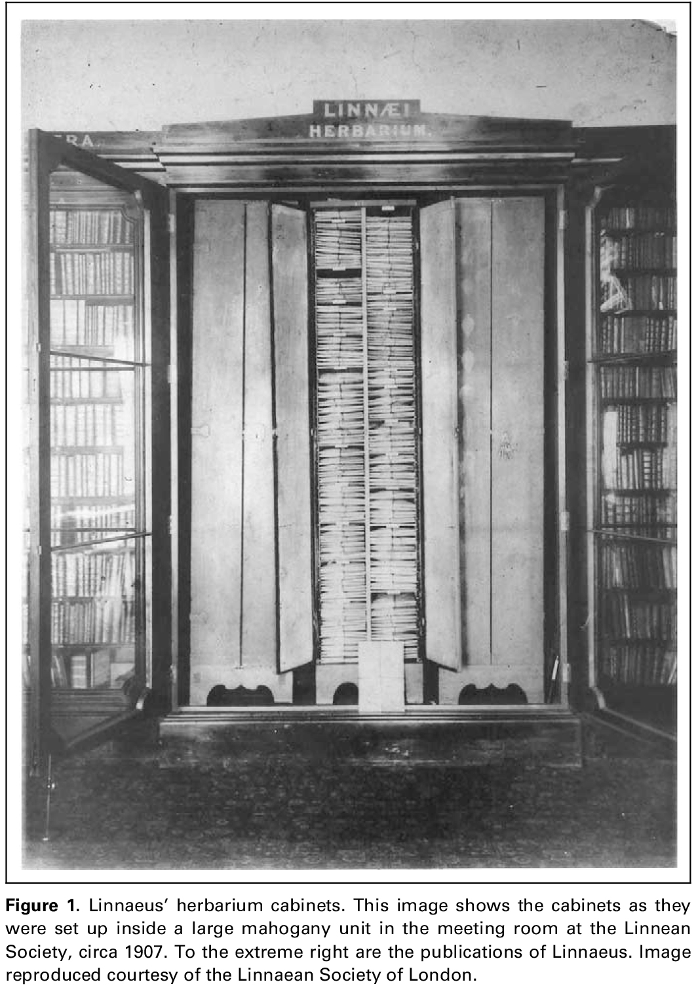 LINNÆI
HERBARIUM.
ERA.
Figure 1. Linnaeus’ herbarium cabinets. This image shows the cabinets as they
were set up inside a large mahogany unit in the meeting room at the Linnean
Society, circa 1907. To the extreme right are the publications of Linnaeus. Image
reproduced courtesy of the Linnaean Society of London.